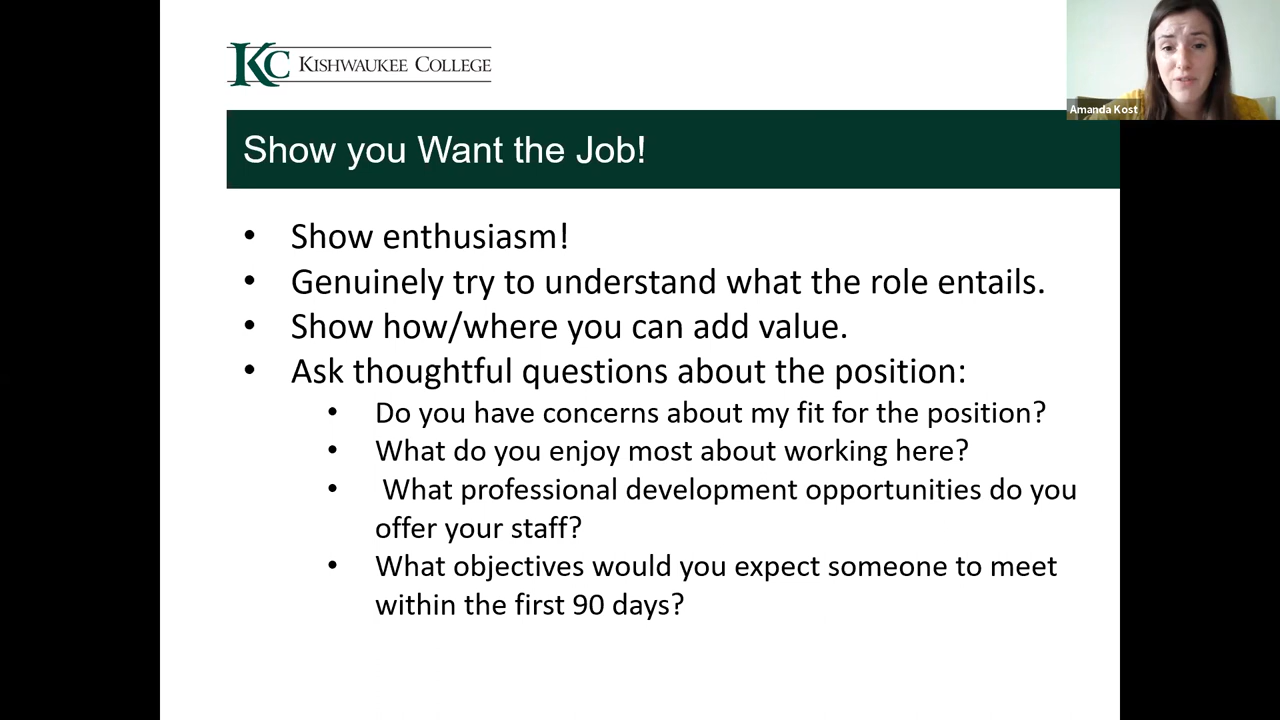 KC KISHWAUKEE COLLEGE
Amanda Kost
Show you Want the Job!
• Show enthusiasm!
• Genuinely try to understand what the role entails.
• Show how/where you can add value.
• Ask thoughtful questions about the position:
• Do you have concerns about my fit for the position?
• What do you enjoy most about working here?
• What professional development opportunities do you
offer your staff?
• What objectives would you expect someone to meet
within the first 90 days?